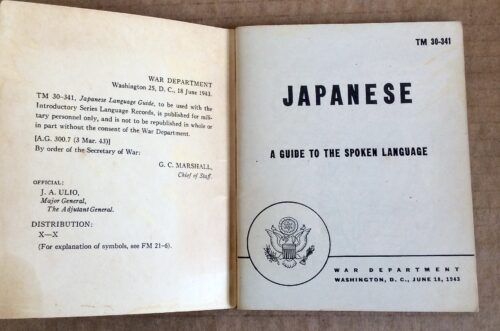 WAR DEPARTMENT
Washington 25, D. C., 18 June 1943.
TM 30–341, Japanese Language Guide, to be used with the
Introductory Series Language Records, is published for mili-
tary personnel only, and is not to be republished in whole or
in part without the consent of the War Department.
[A.G. 300.7 (3 Mar. 43)]
By order of the Secretary of War:
G. C. MARSHALL,
Chief of Staff.
OFFICIAL:
J. A. ULIO,
Major General,
The Adjutant General.
DISTRIBUTION:
X—X
(For explanation of symbols, see FM 21–6).
TM 30-341
JAPANESE
A GUIDE TO THE SPOKEN LANGUAGE
WAR DEPARTMENT
WASHINGTON, D. C., JUNE 18, 1943